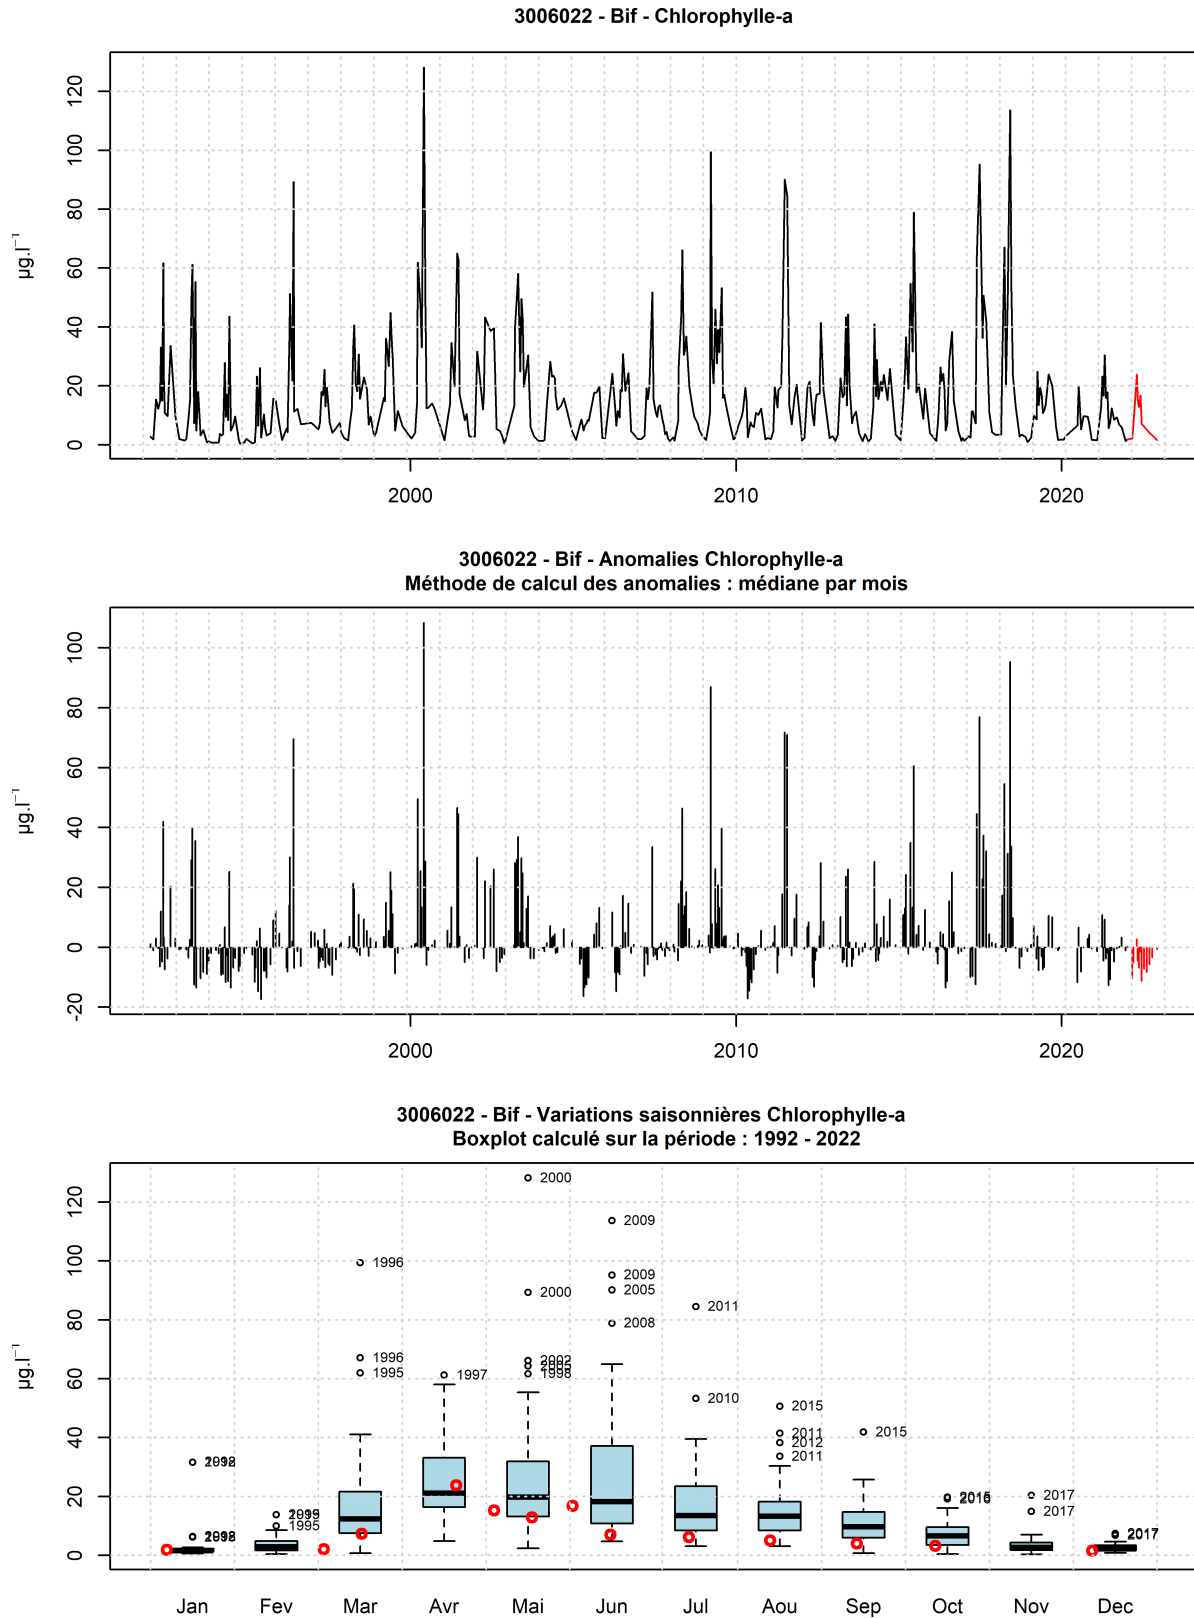 3006022 - Bif - Chlorophylle-a
120
100
80
60
40
20
0
µg.l⁻¹
2000
2010
2020
3006022 - Bif - Anomalies Chlorophylle-a
Méthode de calcul des anomalies : médiane par mois
100
80
60
40
20
0
-20
µg.l⁻¹
2000
2010
2020
3006022 - Bif - Variations saisonnières Chlorophylle-a
Boxplot calculé sur la période : 1992 - 2022
120
100
80
60
40
20
0
µg.l⁻¹
1995
1996
1996
1995
1997
2000
2000
2002
1998
2009
2009
2005
2008
2011
2010
2015
2011
2012
2011
2015
2017
2017
2017
Jan
Fev
Mar
Avr
Mai
Jun
Jul
Aou
Sep
Oct
Nov
Dec